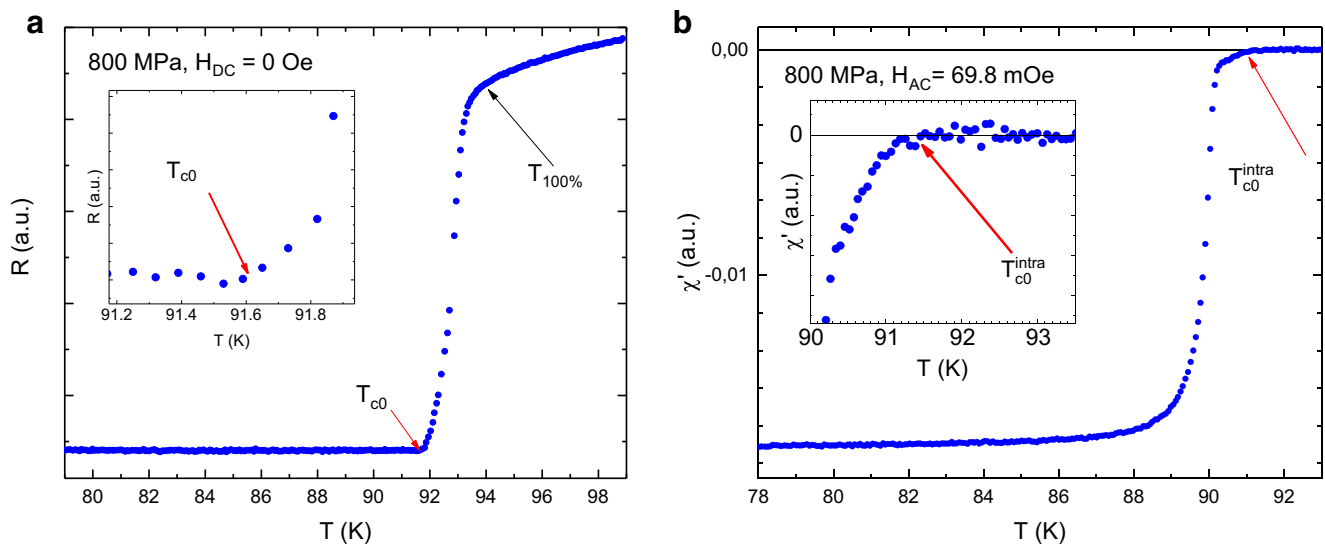 a
800 MPa, H_DC = 0 Oe
R (a.u.)
T_c0
91.2 91.4 91.6 91.8
T (K)
T_100%
R (a.u.)
T_c0
80 82 84 86 88 90 92 94 96 98
T (K)
b
0,00
800 MPa, H_AC= 69.8 mOe
0
χ' (a.u.)
T_c0^intra
90 91 92 93
T (K)
T_c0^intra
χ' (a.u.)
-0,01
78 80 82 84 86 88 90 92
T (K)